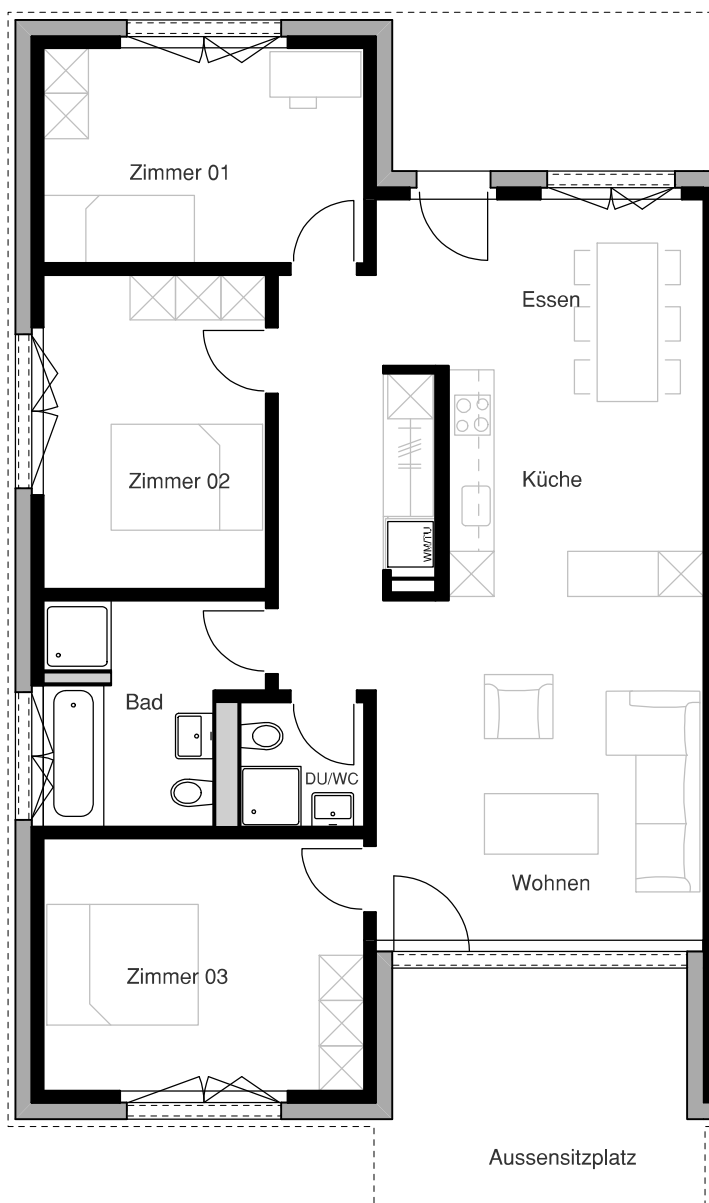 Zimmer 01
Essen
Zimmer 02
Küche
WM/TU
Bad
DU/WC
Wohnen
Zimmer 03
Aussensitzplatz